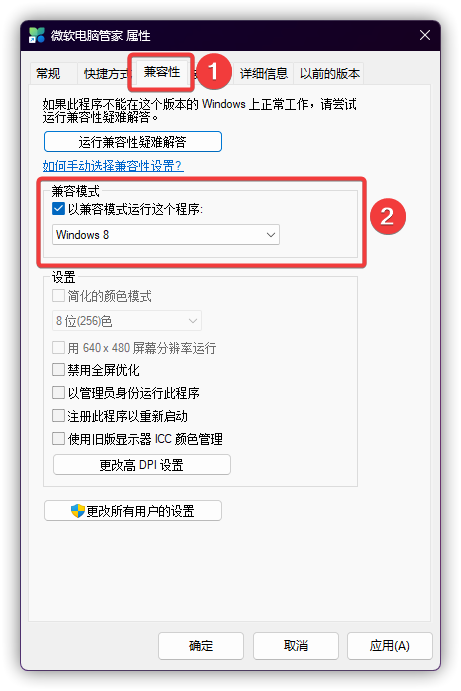 微软电脑管家 属性
常规
快捷方式
兼容性
1
详细信息
以前的版本
如果此程序不能在这个版本的 Windows 上正常工作，请尝试
运行兼容性疑难解答。
运行兼容性疑难解答
如何手动选择兼容性设置?
兼容模式
以兼容模式运行这个程序:
Windows 8
2
设置
简化的颜色模式
8 位(256)色
用 640 x 480 屏幕分辨率运行
禁用全屏优化
以管理员身份运行此程序
注册此程序以重新启动
使用旧版显示器 ICC 颜色管理
更改高 DPI 设置
更改所有用户的设置
确定
取消
应用(A)